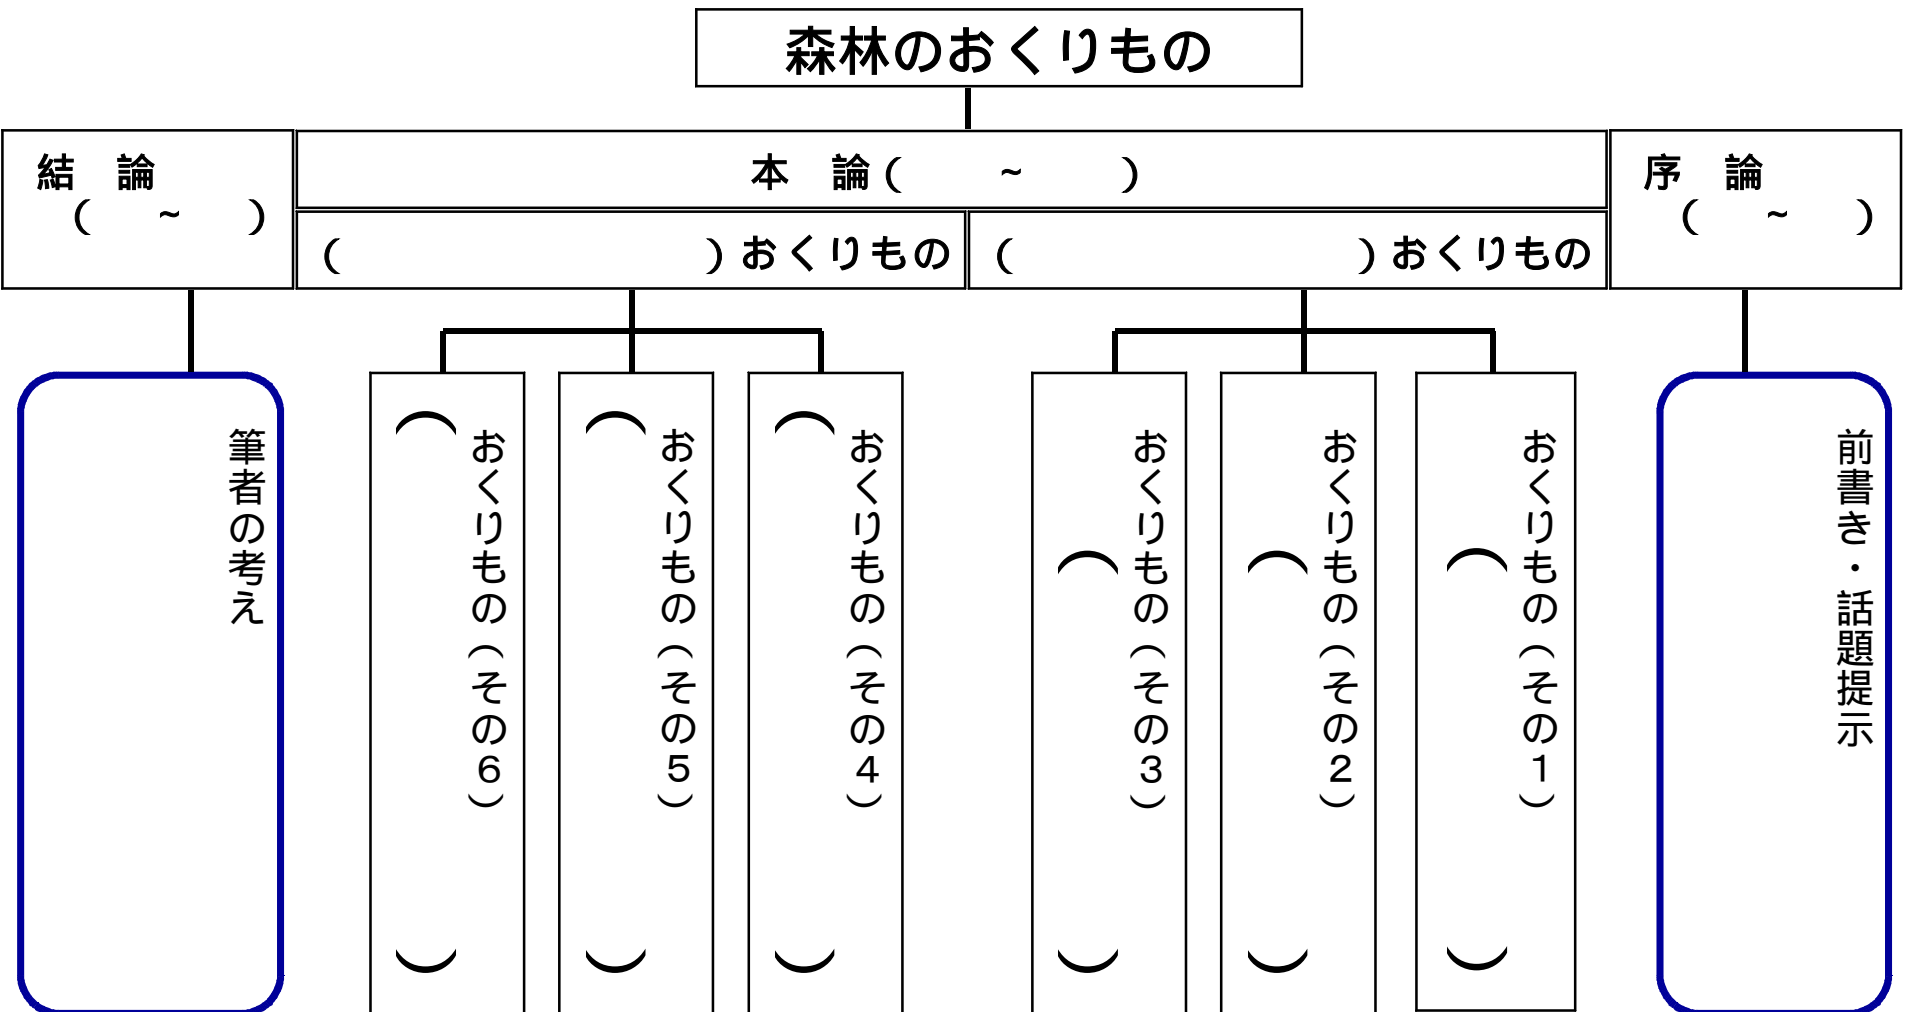 森林のおくりもの
序　論
（　～　）
本　論（　～　）
結　論
（　～　）
（　）おくりもの
（　）おくりもの
前書き・話題提示
おくりもの（その１）
（　）
おくりもの（その２）
（　）
おくりもの（その３）
（　）
おくりもの（その４）
（　）
おくりもの（その５）
（　）
おくりもの（その６）
（　）
筆者の考え